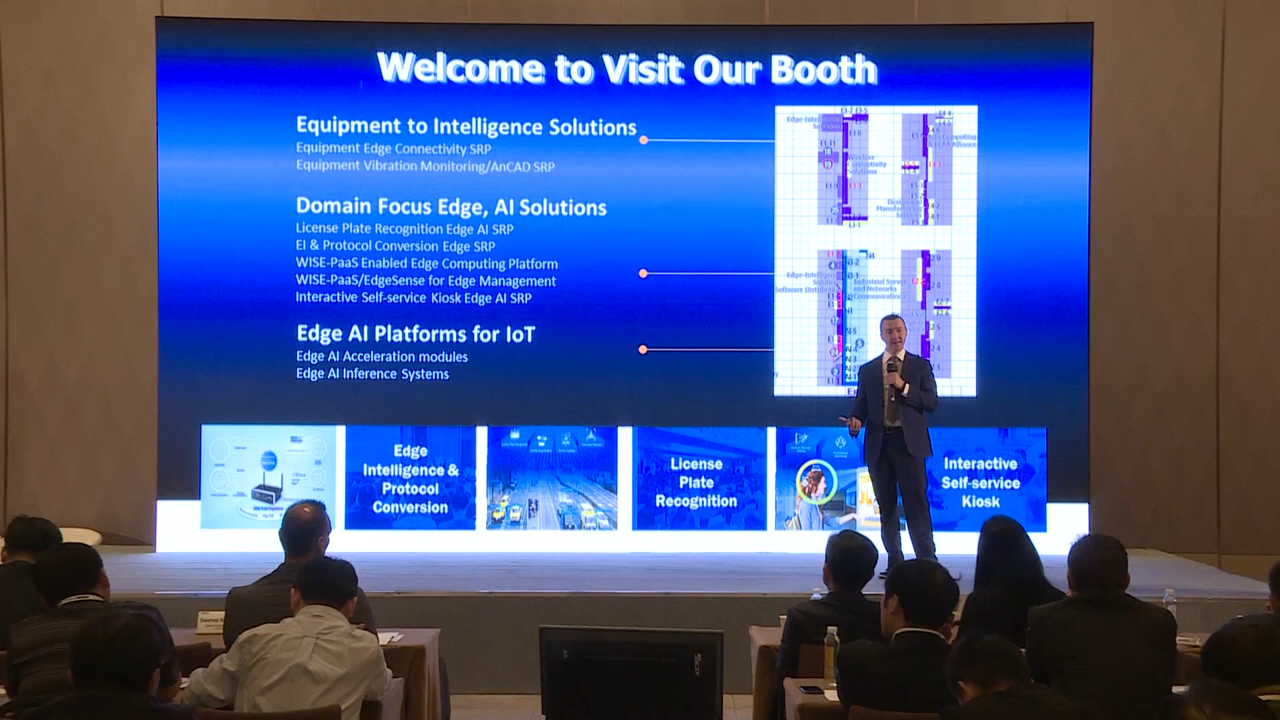 Welcome to Visit Our Booth
Equipment to Intelligence Solutions
Equipment Edge Connectivity SRP
Equipment Vibration Monitoring/AnCAD SRP
Domain Focus Edge, AI Solutions
License Plate Recognition Edge AI SRP
EI & Protocol Conversion Edge SRP
WISE-PaaS Enabled Edge Computing Platform
WISE-PaaS/EdgeSense for Edge Management
Interactive Self-service Kiosk Edge AI SRP
Edge AI Platforms for IoT
Edge AI Acceleration modules
Edge AI Inference Systems
Edge
Intelligence &
Protocol
Conversion
License
Plate
Recognition
Interactive
Self-service
Kiosk